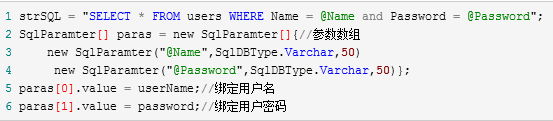 1 strSQL = "SELECT * FROM users WHERE Name = @Name and Password = @Password";
2 SqlParamter[] paras = new SqlParamter[]{//参数数组
3     new SqlParamter("@Name",SqlDBType.Varchar,50)
4      new SqlParamter("@Password",SqlDBType.Varchar,50)};
5 paras[0].value = userName;//绑定用户名
6 paras[1].value = password;//绑定用户密码